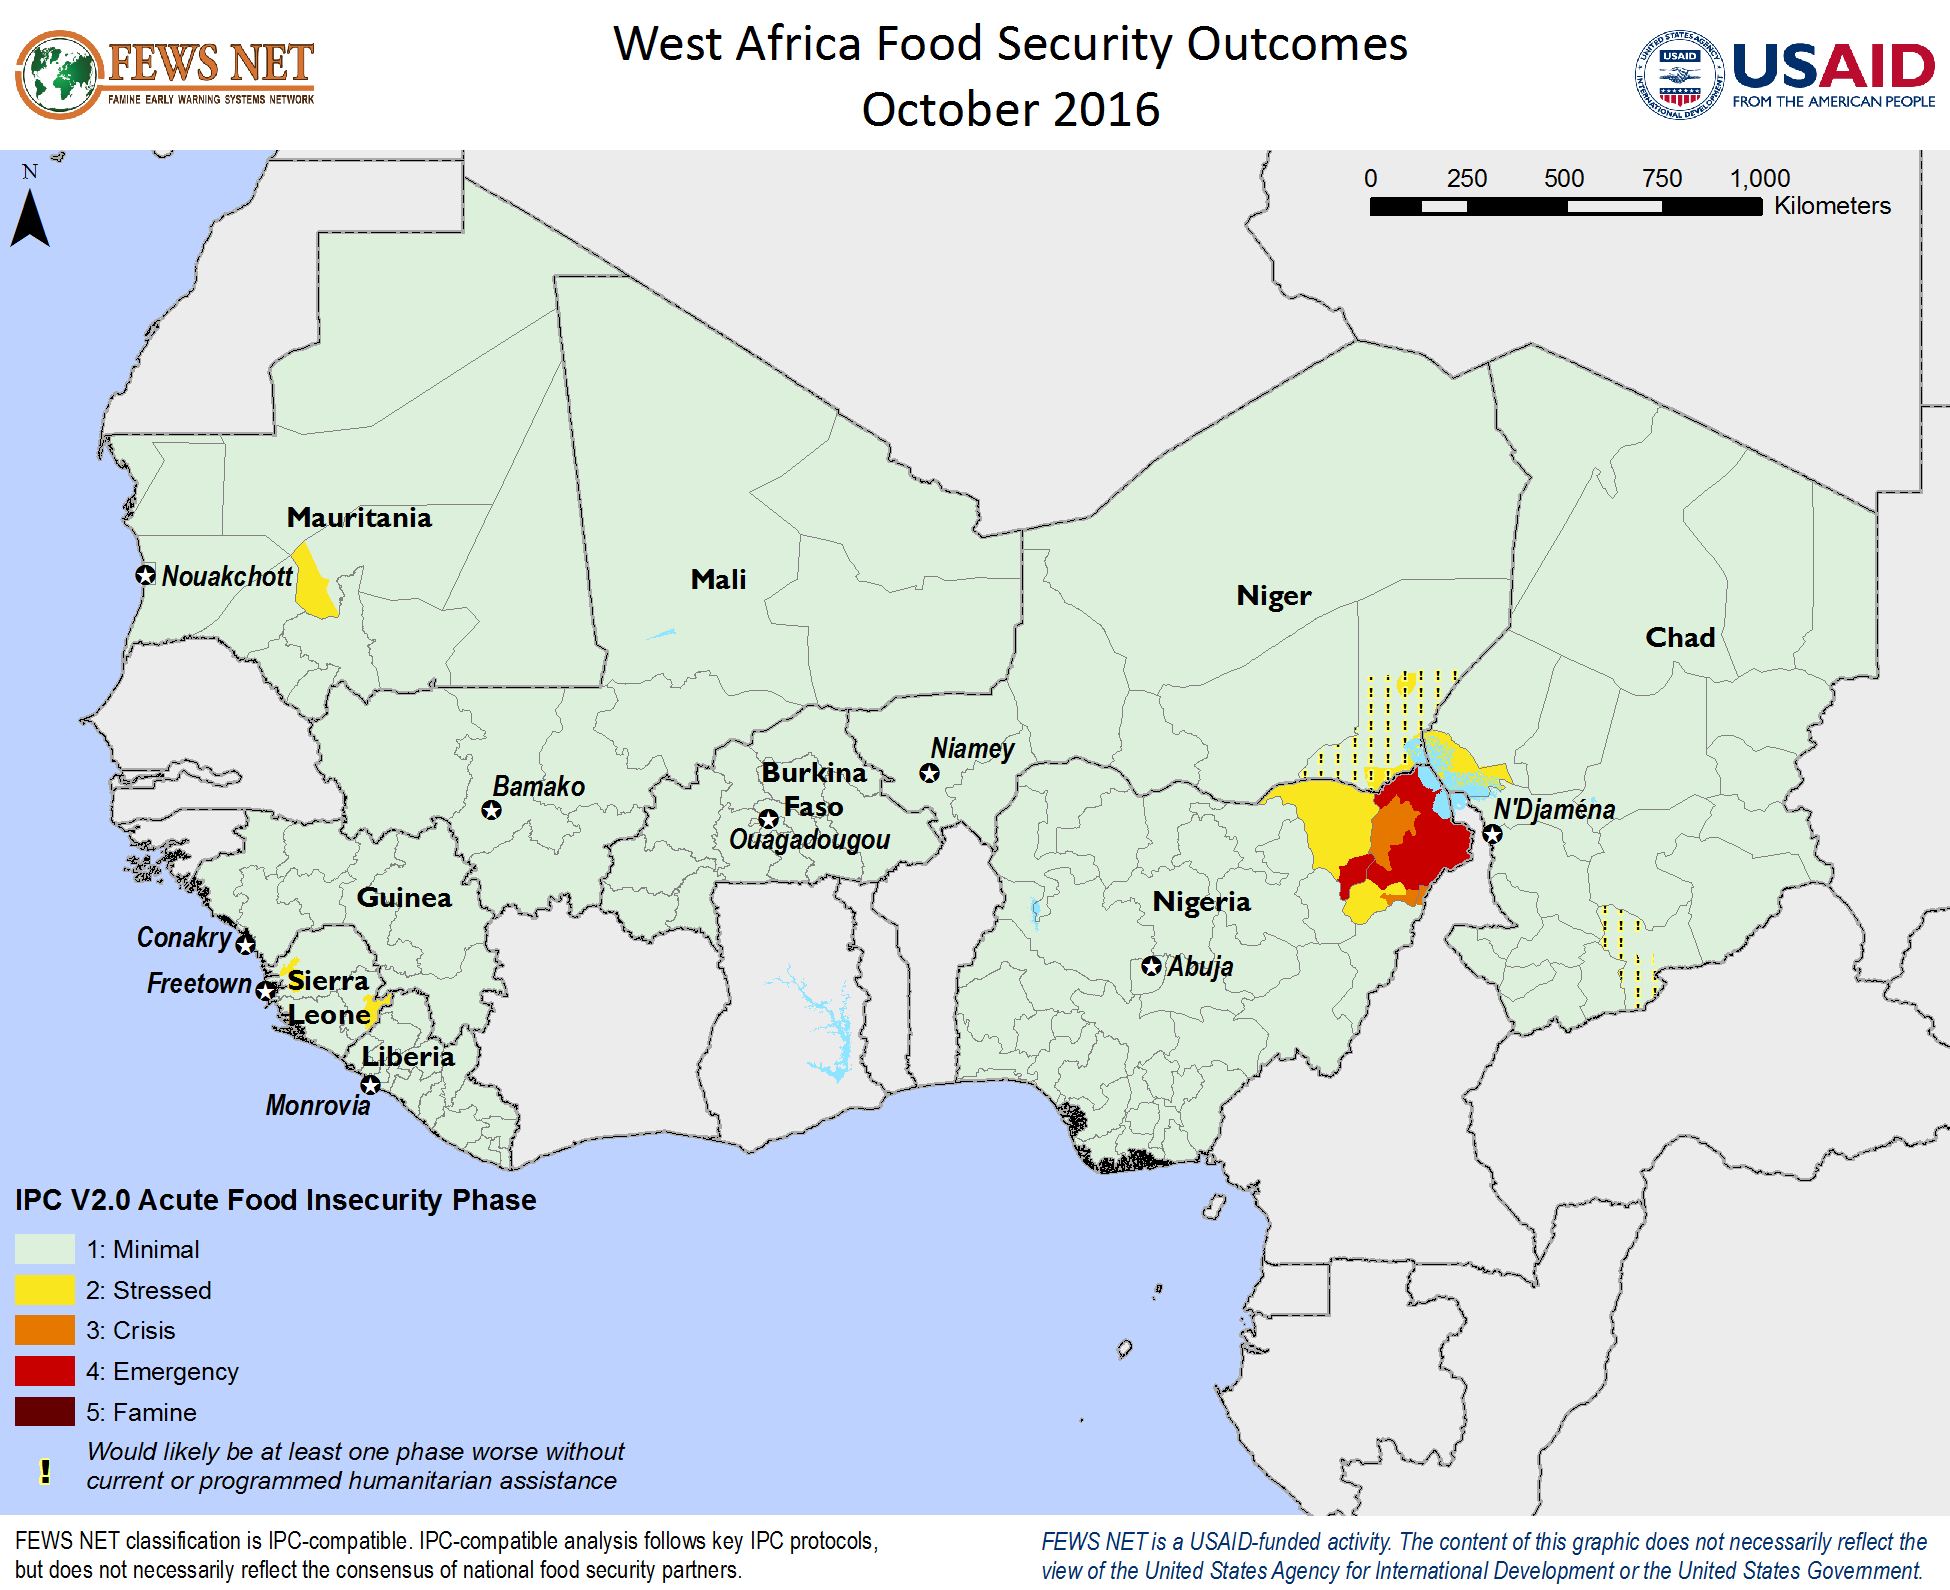 FEWS NET
FAMINE EARLY WARNING SYSTEMS NETWORK
West Africa Food Security Outcomes
October 2016
UNITED STATES AGENCY
USAID
INTERNATIONAL DEVELOPMENT
USAID
FROM THE AMERICAN PEOPLE
N
0 250 500 750 1,000
Kilometers
Mauritania
Nouakchott
Mali
Niger
Chad
Niamey
Burkina
Faso
Bamako
Ouagadougou
N'Djaména
Guinea
Nigeria
Conakry
Abuja
Freetown
Sierra
Leone
Liberia
Monrovia
IPC V2.0 Acute Food Insecurity Phase
1: Minimal
2: Stressed
3: Crisis
4: Emergency
5: Famine
! Would likely be at least one phase worse without
current or programmed humanitarian assistance
FEWS NET classification is IPC-compatible. IPC-compatible analysis follows key IPC protocols,
but does not necessarily reflect the consensus of national food security partners.
FEWS NET is a USAID-funded activity. The content of this graphic does not necessarily reflect the
view of the United States Agency for International Development or the United States Government.